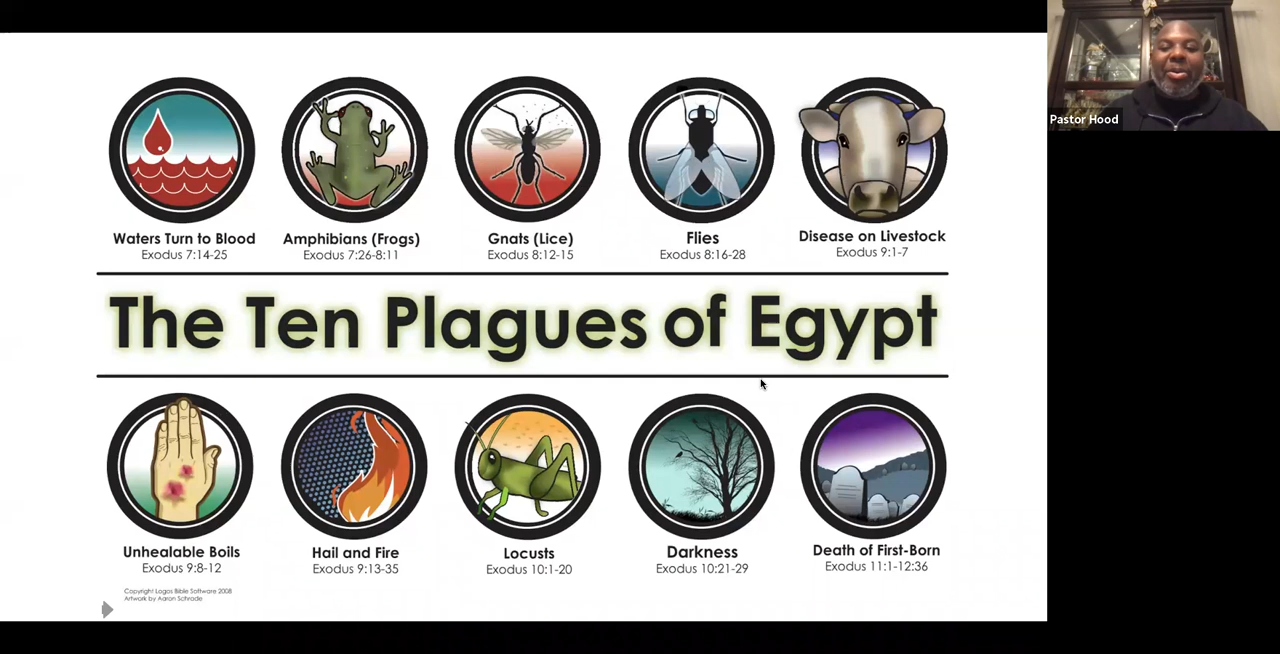 Pastor Hood
Waters Turn to Blood
Exodus 7:14-25
Amphibians (Frogs)
Exodus 7:26-8:11
Gnats (Lice)
Exodus 8:12-15
Flies
Exodus 8:16-28
Disease on Livestock
Exodus 9:1-7
The Ten Plagues of Egypt
Unhealable Boils
Exodus 9:8-12
Hail and Fire
Exodus 9:13-35
Locusts
Exodus 10:1-20
Darkness
Exodus 10:21-29
Death of First-Born
Exodus 11:1-12:36
Copyright Logos Bible Software 2008
Artwork by Aaron Schrade